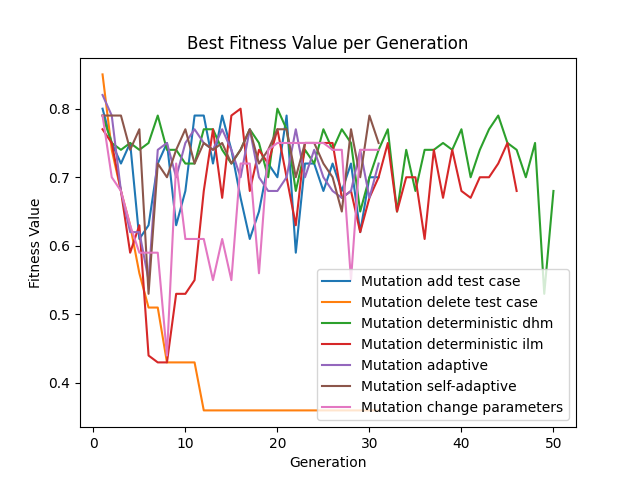 Best Fitness Value per Generation
Fitness Value
0.8
0.7
0.6
0.5
0.4
Mutation add test case
Mutation delete test case
Mutation deterministic dhm
Mutation deterministic ilm
Mutation adaptive
Mutation self-adaptive
Mutation change parameters
0
10
20
30
40
50
Generation